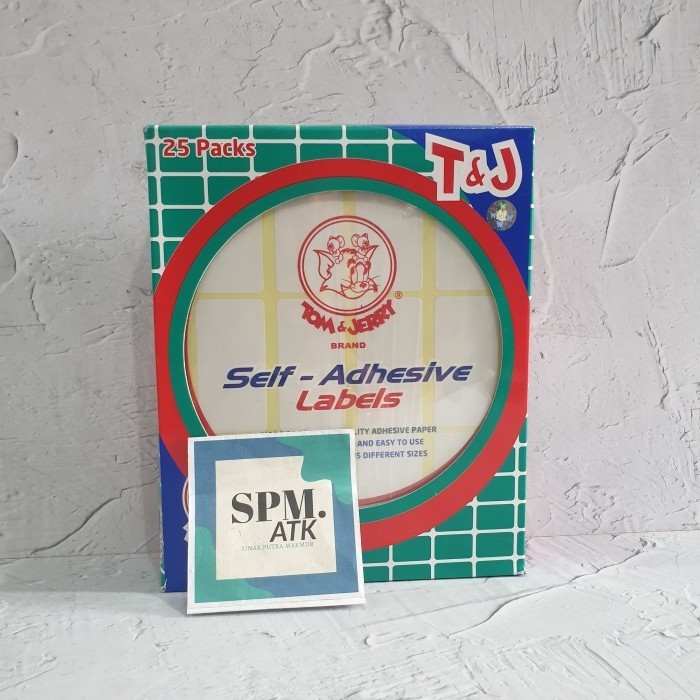 25 Packs
T&J
TOM & JERRY ®
BRAND
Self - Adhesive
Labels
LITY ADHESIVE PAPER
AND EASY TO USE
S DIFFERENT SIZES
SPM.
ATK
SINAR PUTRA MAKMUR